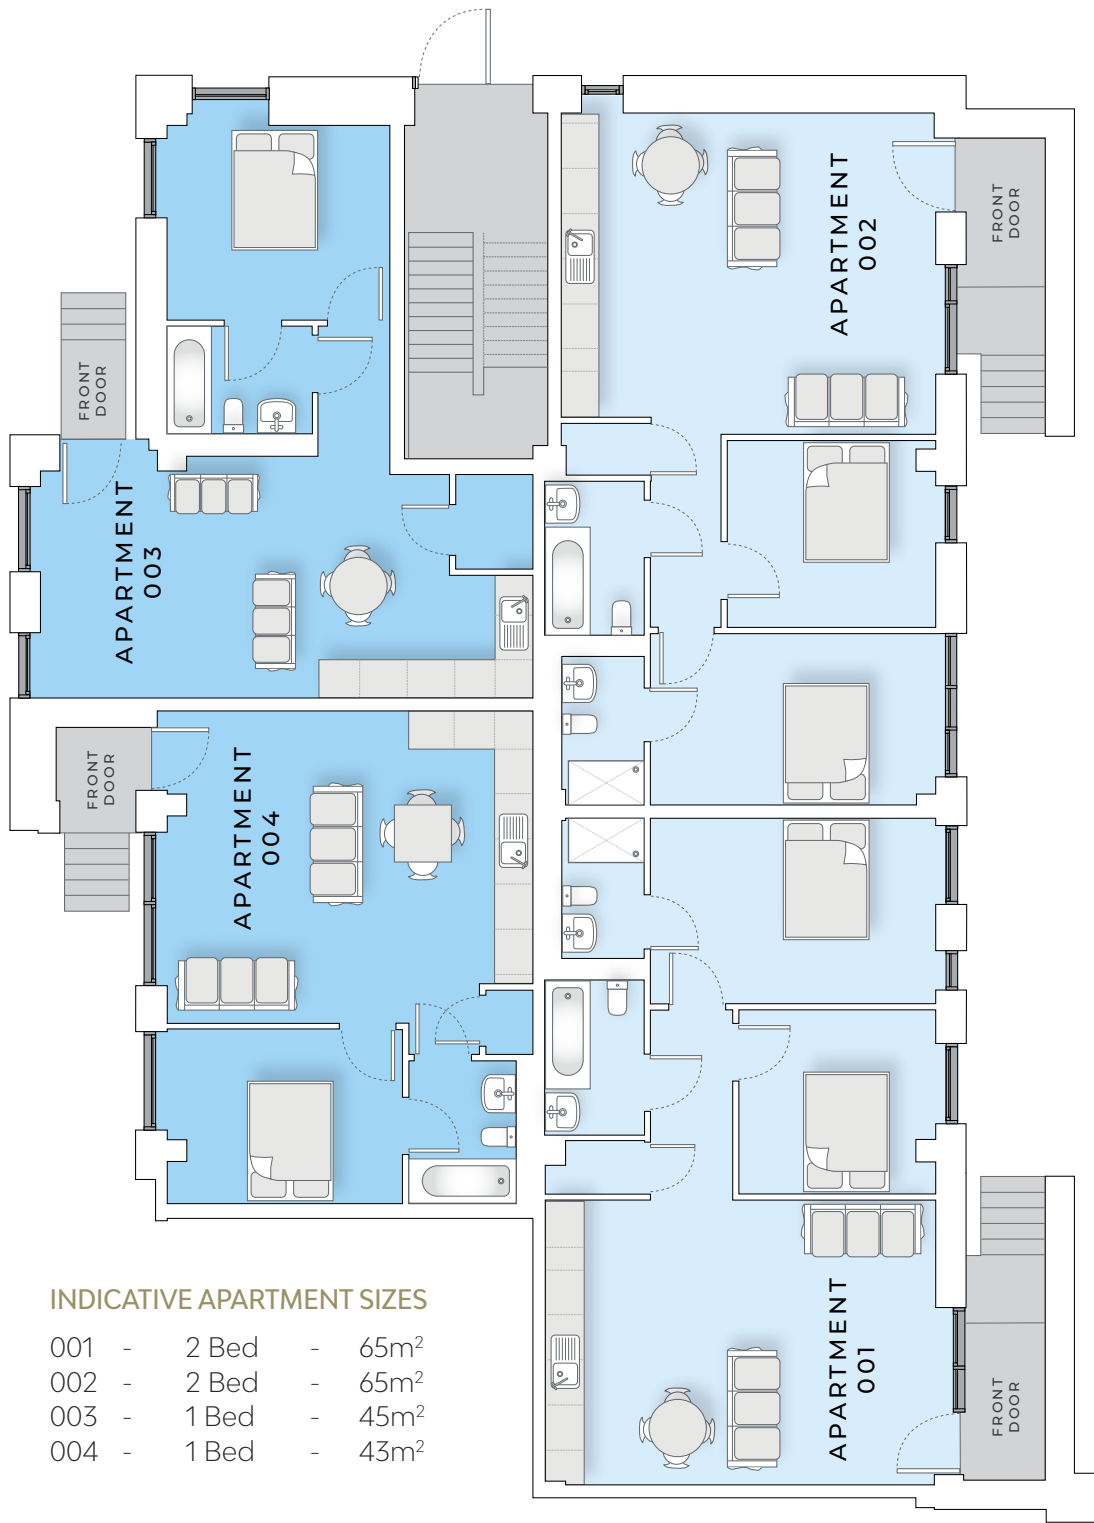 FRONT
DOOR
APARTMENT
002
FRONT
DOOR
APARTMENT
003
FRONT
DOOR
APARTMENT
004
APARTMENT
001
FRONT
DOOR
INDICATIVE APARTMENT SIZES
001 - 2 Bed - 65m²
002 - 2 Bed - 65m²
003 - 1 Bed - 45m²
004 - 1 Bed - 43m²